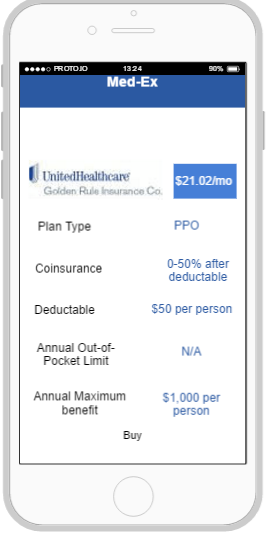 PROTO.IO 13:24 90%
Med-Ex
UnitedHealthcare
Golden Rule Insurance Co.
$21.02/mo
Plan Type PPO
Coinsurance 0-50% after
deductable
Deductable $50 per person
Annual Out-of-
Pocket Limit N/A
Annual Maximum
benefit $1,000 per
person
Buy